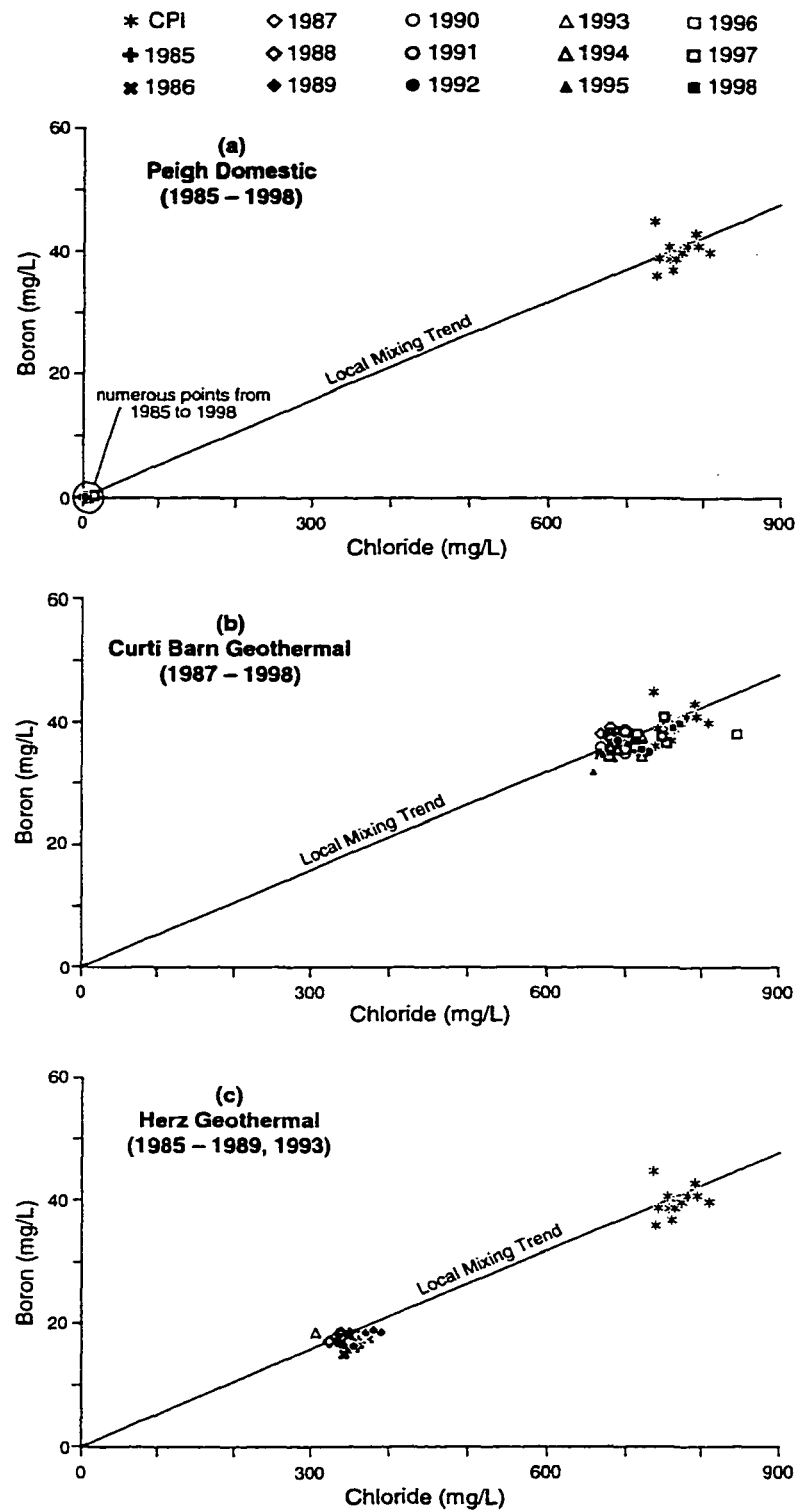 CPI 1987 1990 1993 1996
1985 1988 1991 1994 1997
1986 1989 1992 1995 1998
60
(a)
Peigh Domestic
(1985 – 1998)
40
Boron (mg/L)
Local Mixing Trend
20
numerous points from
1985 to 1998
0
0 300 600 900
Chloride (mg/L)
60
(b)
Curti Barn Geothermal
(1987 – 1998)
40
Boron (mg/L)
Local Mixing Trend
20
0
0 300 600 900
Chloride (mg/L)
60
(c)
Herz Geothermal
(1985 – 1989, 1993)
40
Boron (mg/L)
Local Mixing Trend
20
0
0 300 600 900
Chloride (mg/L)